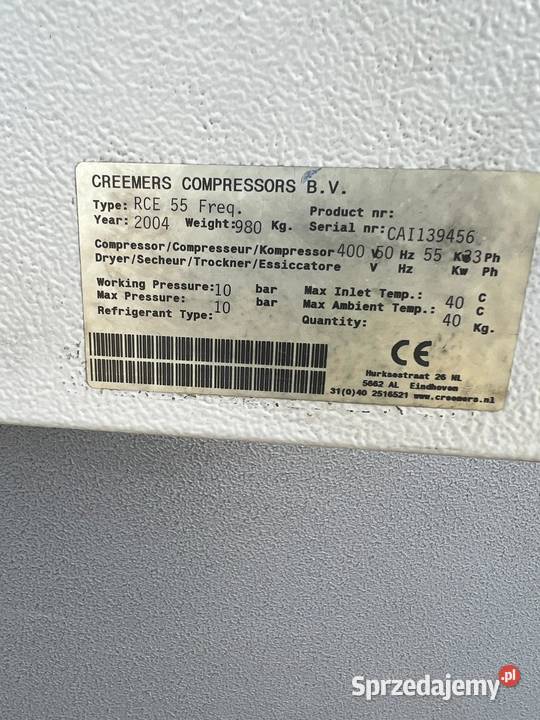 CREEMERS COMPRESSORS B.V.
Type: RCE 55 Freq. Product nr:
Year: 2004 Weight:980 Kg. Serial nr:CAI139456
Compressor/Compresseur/Kompressor 400 V 50 Hz 55 Kw 3 Ph
Dryer/Secheur/Trockner/Essiccatore V Hz Kw Ph
Working Pressure:10 bar Max Inlet Temp.: 40 C
Max Pressure: 10 bar Max Ambient Temp.: 40 C
Refrigerant Type: Quantity: Kg.
CE
Hurksestraat 26 NL
5662 AL Eindhoven
31(0)40 2516521 www.creemers.nl
Sprzedajemy.pl